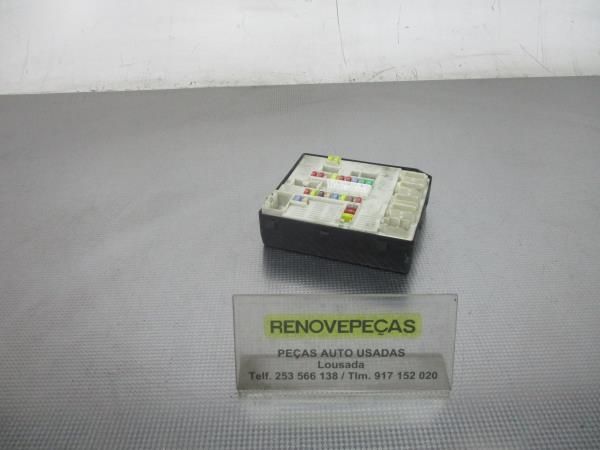 RENOVEPEÇAS
PEÇAS AUTO USADAS
Lousada
Telf. 253 566 138 / Tlm. 917 152 020